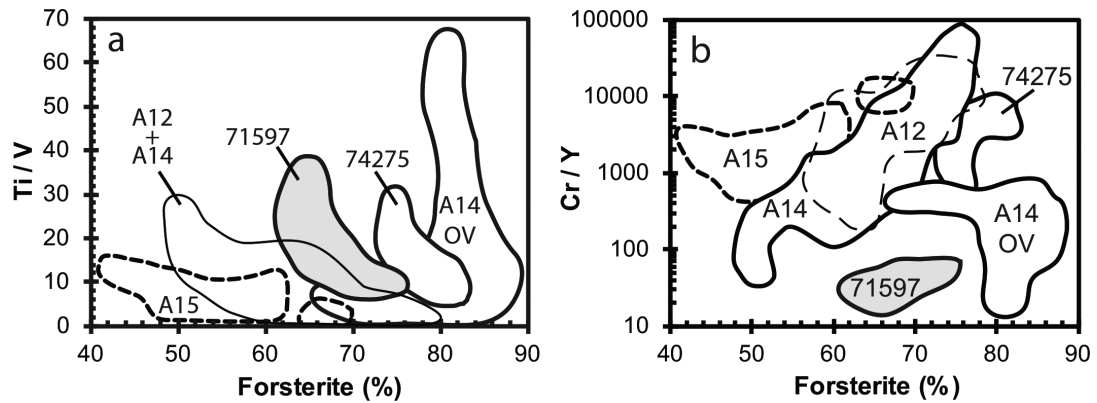 a
70
60
50
40
30
20
10
0
Ti / V
A12
+
A14
71597
74275
A14
OV
A15
40 50 60 70 80 90
Forsterite (%)
b
100000
10000
1000
100
10
Cr / Y
74275
A12
A15
A14
A14
OV
71597
40 50 60 70 80 90
Forsterite (%)